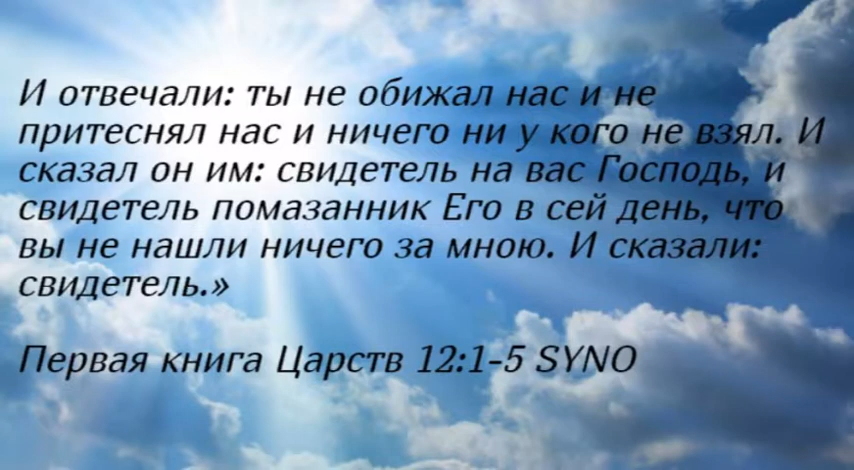 И отвечали: ты не обижал нас и не
притеснял нас и ничего ни у кого не взял. И
сказал он им: свидетель на вас Господь, и
свидетель помазанник Его в сей день, что
вы не нашли ничего за мною. И сказали:
свидетель.»
Первая книга Царств 12:1-5 SYNO